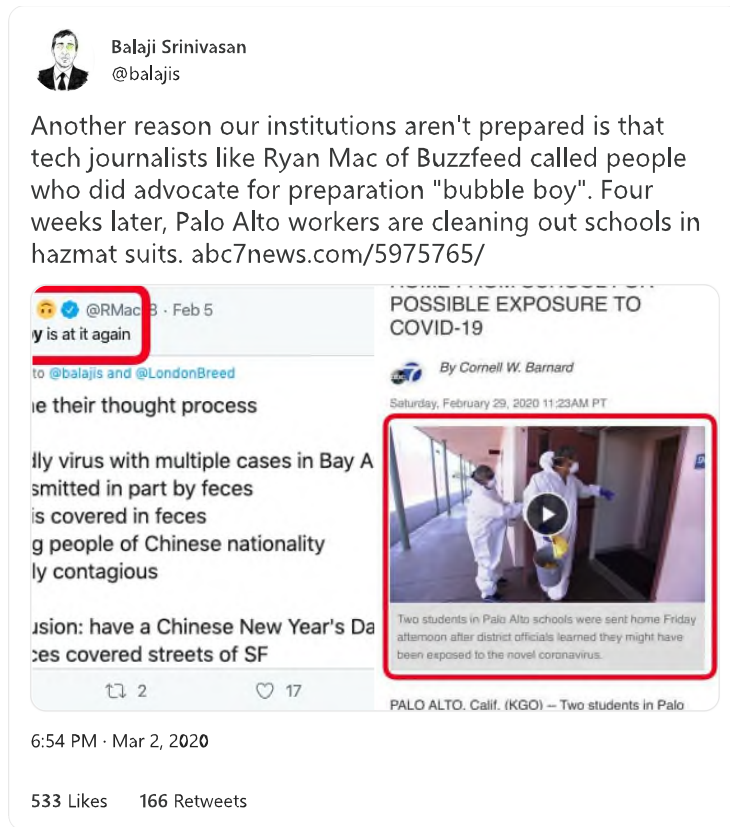 Balaji Srinivasan
@balajis
Another reason our institutions aren't prepared is that
tech journalists like Ryan Mac of Buzzfeed called people
who did advocate for preparation "bubble boy". Four
weeks later, Palo Alto workers are cleaning out schools in
hazmat suits. abc7news.com/5975765/
@RMac 3 · Feb 5
y is at it again
to @balajis and @LondonBreed
e their thought process
dly virus with multiple cases in Bay A
smitted in part by feces
is covered in feces
g people of Chinese nationality
ly contagious
usion: have a Chinese New Year's Da
ces covered streets of SF
2 17
POSSIBLE EXPOSURE TO
COVID-19
abc 7 By Cornell W. Barnard
Saturday, February 29, 2020 11:23AM PT
Two students in Palo Alto schools were sent home Friday
afternoon after district officials learned they might have
been exposed to the novel coronavirus.
PALO ALTO, Calif. (KGO) -- Two students in Palo
6:54 PM · Mar 2, 2020
533 Likes 166 Retweets